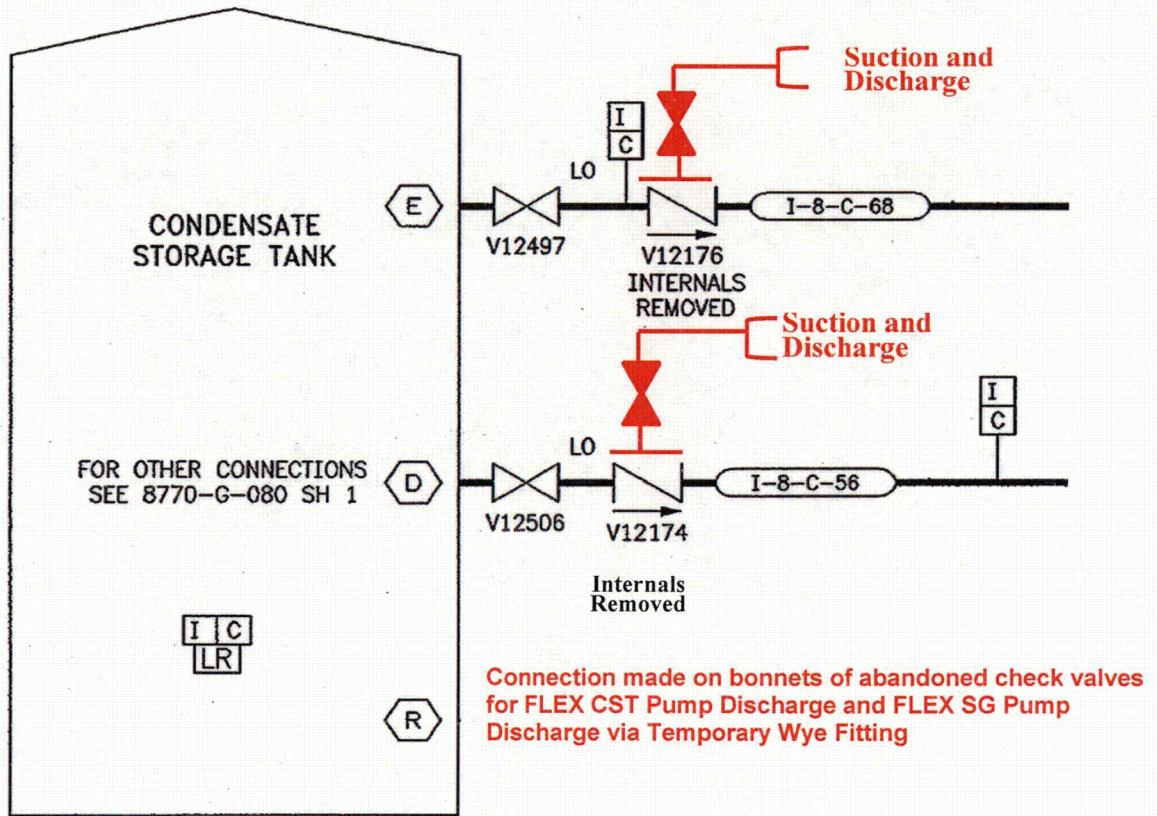 Suction and
Discharge
I
C
LO
E
I-8-C-68
CONDENSATE
STORAGE TANK
V12497
V12176
INTERNALS
REMOVED
Suction and
Discharge
I
C
LO
FOR OTHER CONNECTIONS
SEE 8770-G-080 SH 1
D
I-8-C-56
V12506
V12174
Internals
Removed
I C
LR
Connection made on bonnets of abandoned check valves
for FLEX CST Pump Discharge and FLEX SG Pump
Discharge via Temporary Wye Fitting
R